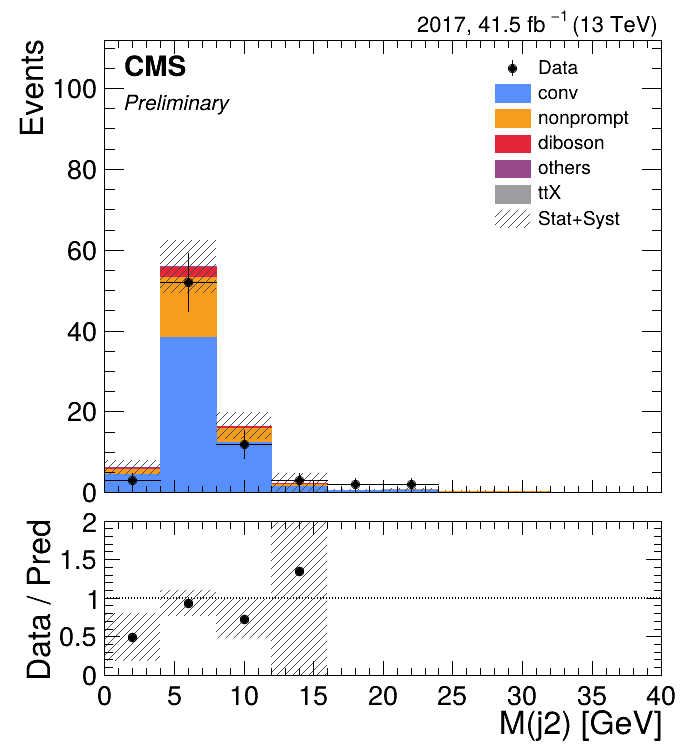 2017, 41.5 fb⁻¹ (13 TeV)
Events
CMS
Preliminary
Data
conv
nonprompt
diboson
others
ttX
Stat+Syst
100
80
60
40
20
0
Data / Pred
2
1.5
1
0.5
0
0 5 10 15 20 25 30 35 40
M(j2) [GeV]